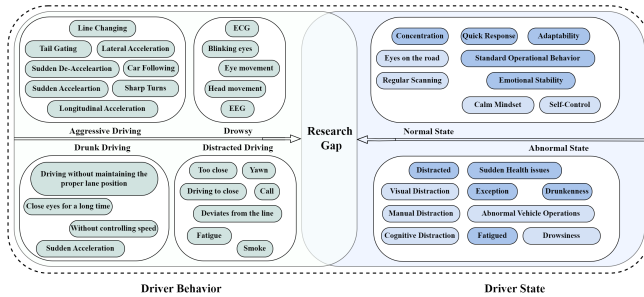 Line Changing
Tail Gating
Lateral Acceleration
Sudden De-Acceleartion
Car Following
Sudden Acceleartion
Sharp Turns
Longitudinal Acceleration
Aggressive Driving
ECG
Blinking eyes
Eye movement
Head movement
EEG
Drowsy
Drunk Driving
Driving without maintaining the
proper lane position
Close eyes for a long time
Without controlling speed
Sudden Acceleration
Distracted Driving
Too close
Yawn
Driving to close
Call
Deviates from the line
Fatigue
Smoke
Research
Gap
Concentration
Quick Response
Adaptability
Eyes on the road
Standard Operational Behavior
Regular Scanning
Emotional Stability
Calm Mindset
Self-Control
Normal State
Abnormal State
Distracted
Sudden Health issues
Visual Distraction
Exception
Drunkenness
Manual Distraction
Abnormal Vehicle Operations
Cognitive Distraction
Fatigued
Drowsiness
Driver Behavior
Driver State